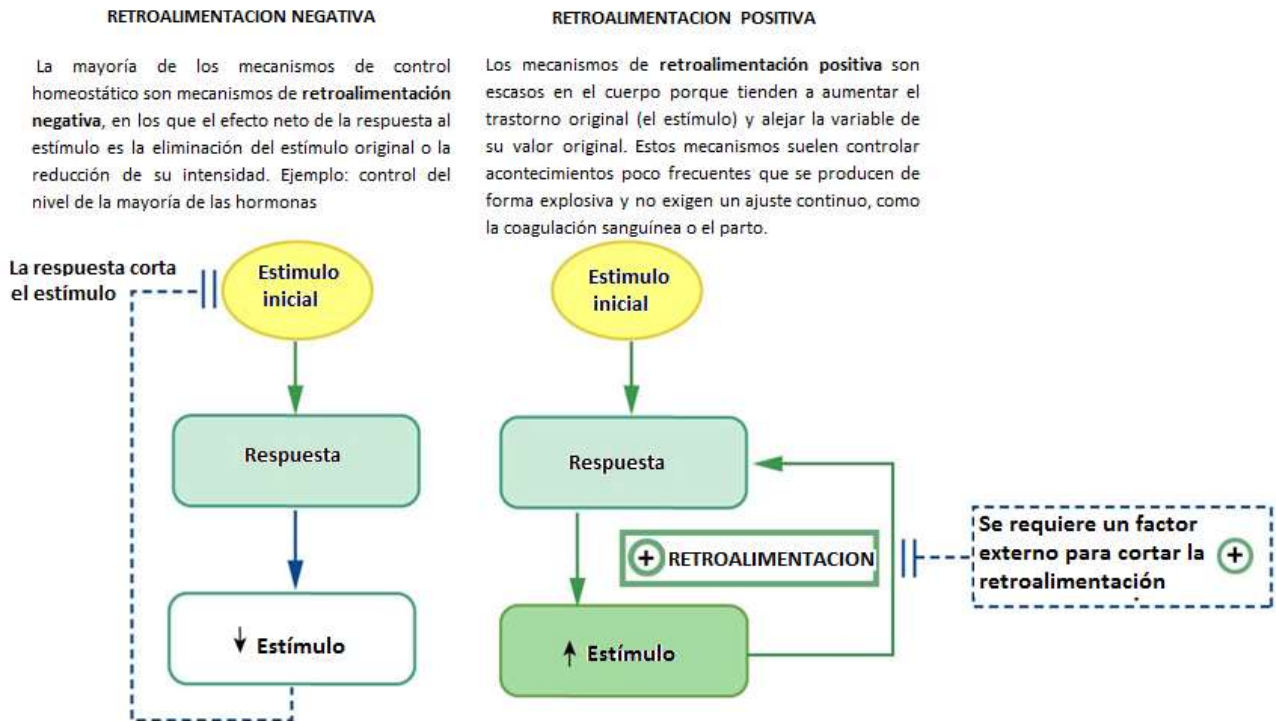 RETROALIMENTACION NEGATIVA
La mayoría de los mecanismos de control
homeostático son mecanismos de retroalimentación
negativa, en los que el efecto neto de la respuesta al
estímulo es la eliminación del estímulo original o la
reducción de su intensidad. Ejemplo: control del
nivel de la mayoría de las hormonas
La respuesta corta
el estímulo
Estimulo
inicial
Respuesta
↓ Estímulo
RETROALIMENTACION POSITIVA
Los mecanismos de retroalimentación positiva son
escasos en el cuerpo porque tienden a aumentar el
trastorno original (el estímulo) y alejar la variable de
su valor original. Estos mecanismos suelen controlar
acontecimientos poco frecuentes que se producen de
forma explosiva y no exigen un ajuste continuo, como
la coagulación sanguínea o el parto.
Estimulo
inicial
Respuesta
+ RETROALIMENTACION
↑ Estímulo
Se requiere un factor
externo para cortar la +
retroalimentación